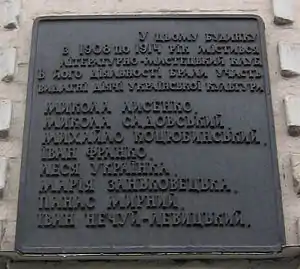 У ЦЬОМУ БУДИНКУ
З 1908 ПО 1914 РІК МІСТИВСЯ
ЛІТЕРАТУРНО-МИСТЕЦЬКИЙ КЛУБ
В ЙОГО ДІЯЛЬНОСТІ БРАЛИ УЧАСТЬ
ВИДАТНІ ДІЯЧІ УКРАЇНСЬКОЇ КУЛЬТУРИ
МИКОЛА ЛИСЕНКО,
МИКОЛА САДОВСЬКИЙ,
МИХАЙЛО КОЦЮБИНСЬКИЙ,
ІВАН ФРАНКО,
ЛЕСЯ УКРАЇНКА,
МАРІЯ ЗАНЬКОВЕЦЬКА,
ПАНАС МИРНИЙ,
ІВАН НЕЧУЙ-ЛЕВИЦЬКИЙ.